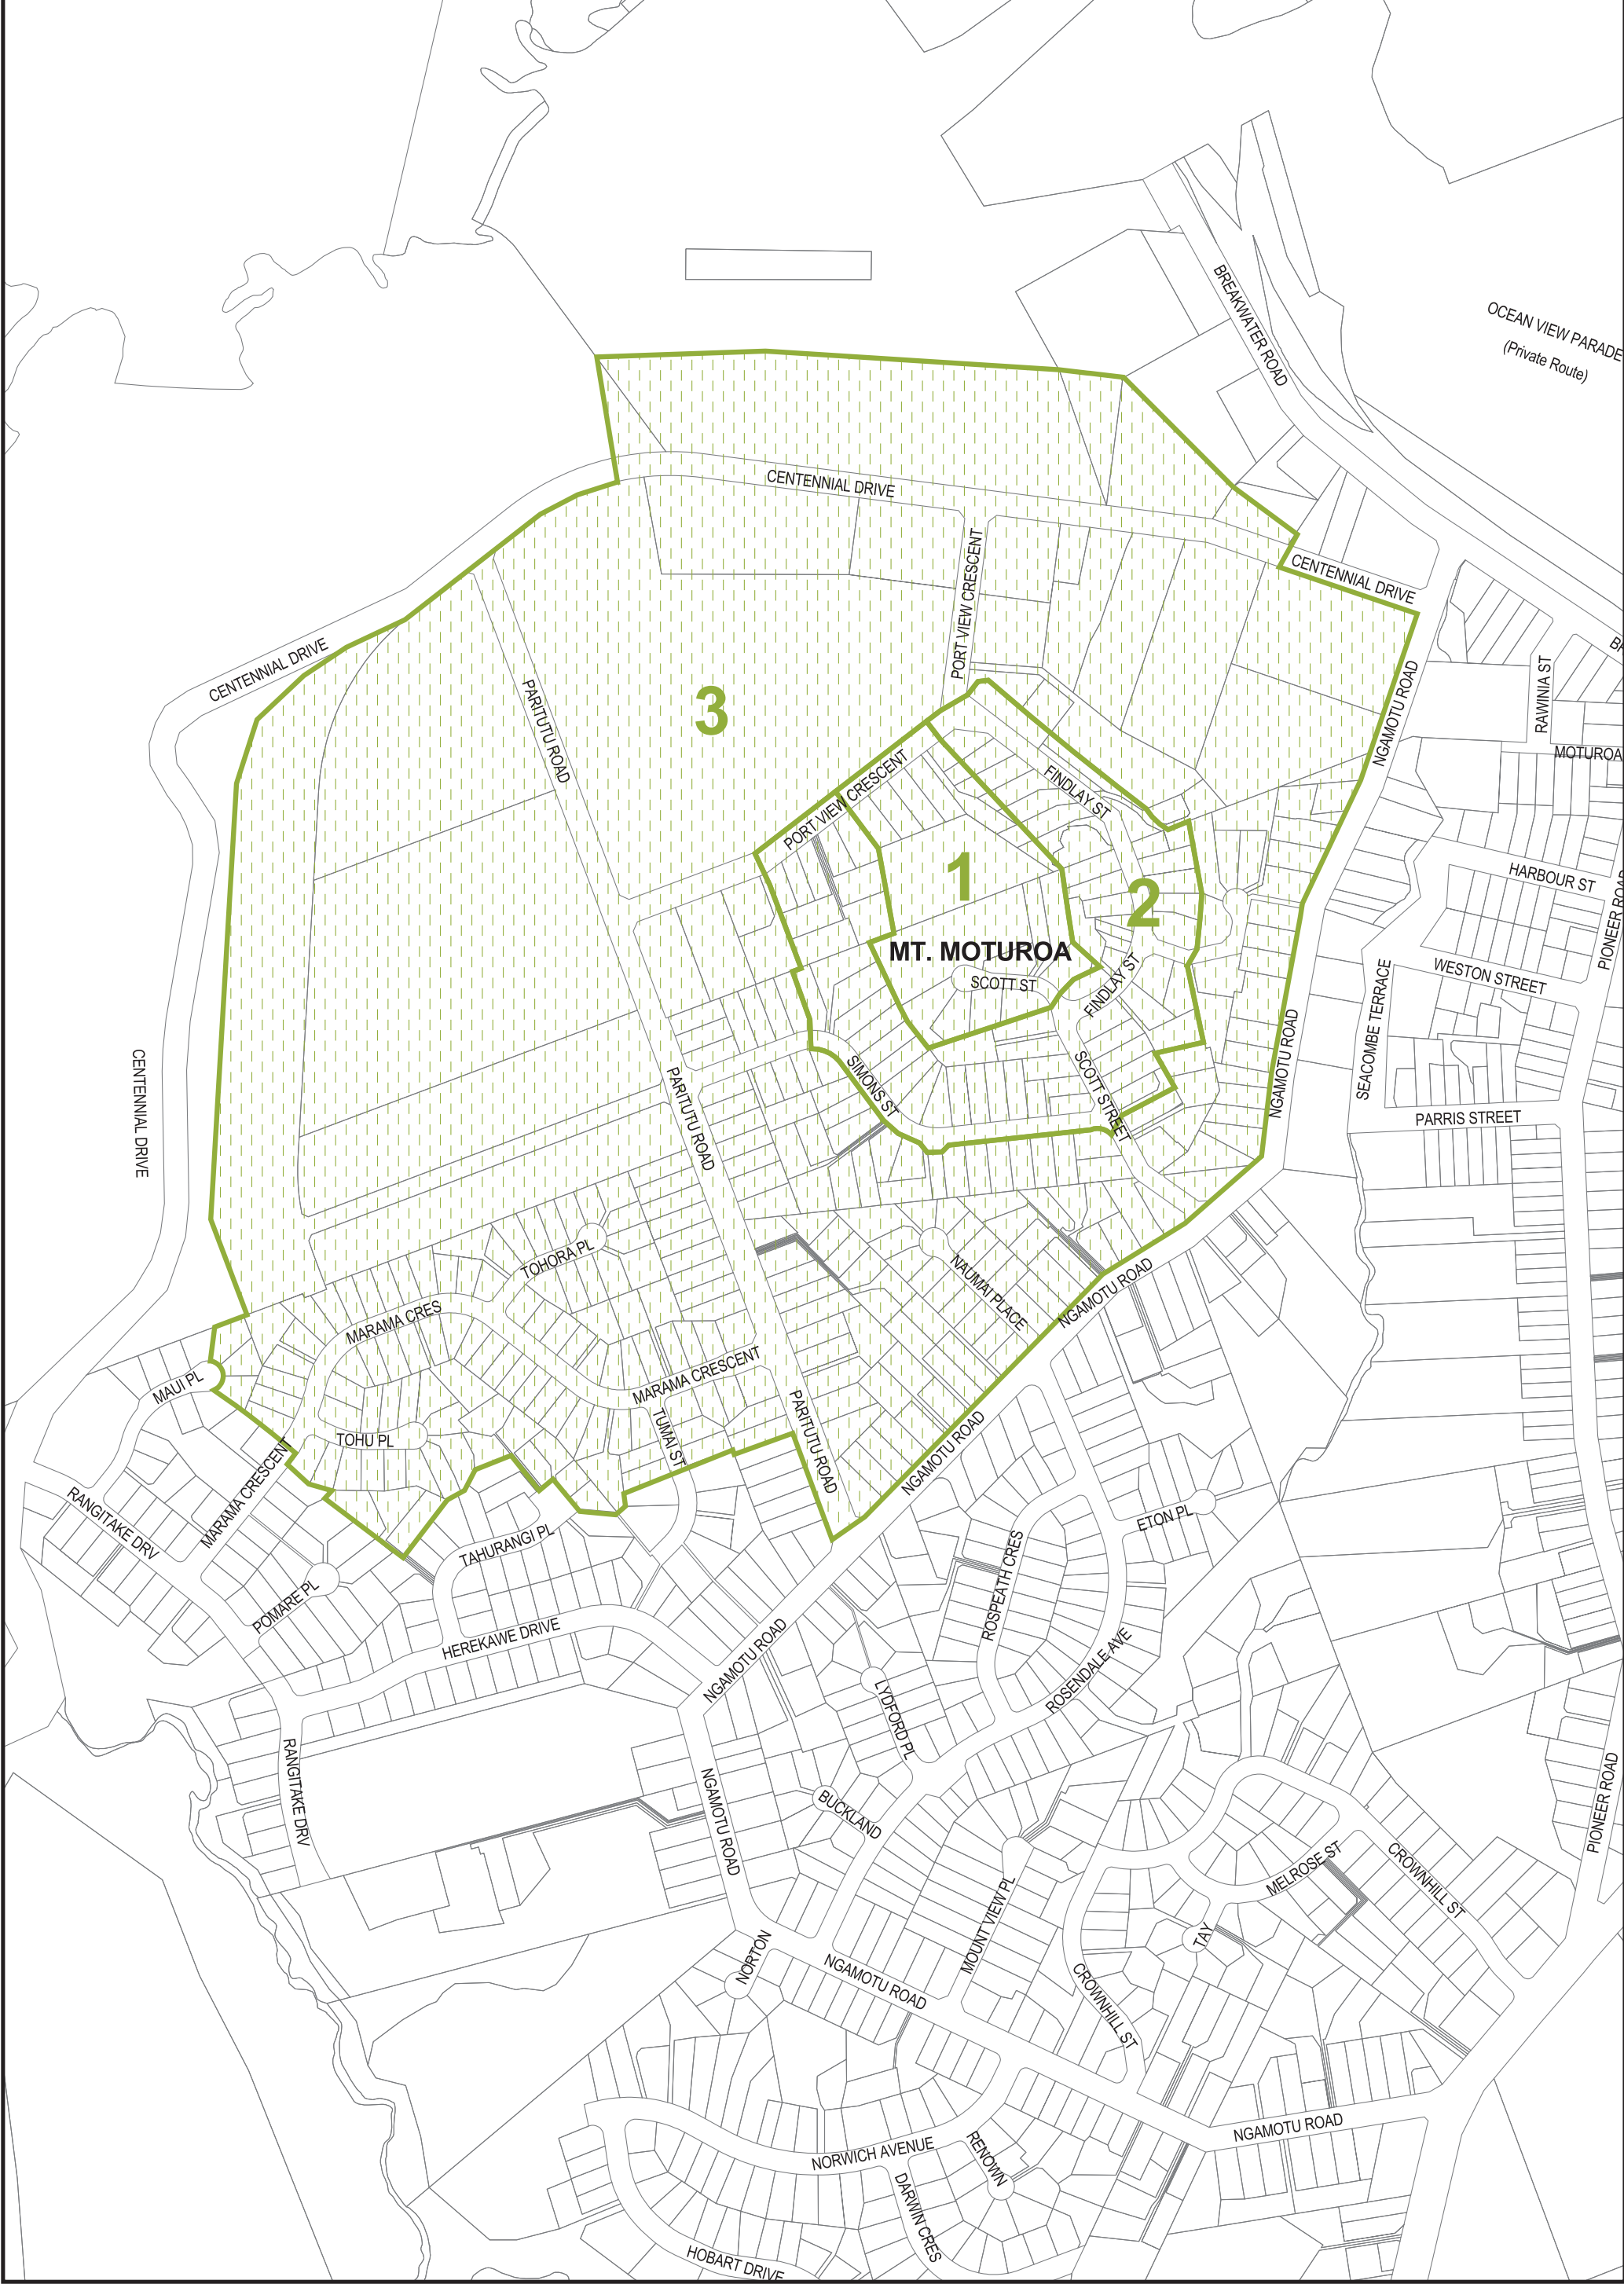 BREAKWATER ROAD
OCEAN VIEW PARADE
(Private Route)
CENTENNIAL DRIVE
CENTENNIAL DRIVE
PORT VIEW CRESCENT
CENTENNIAL DRIVE
PARITUTU ROAD
3
NGAMOTU ROAD
RAWINIA ST
MOTUROA
PORT VIEW CRESCENT
FINDLAY ST
1
2
HARBOUR ST
PIONEER ROAD
MT. MOTUROA
SCOTT ST
FINDLAY ST
WESTON STREET
SEACOMBE TERRACE
NGAMOTU ROAD
CENTENNIAL DRIVE
PARITUTU ROAD
SIMONS ST
SCOTT STREET
PARRIS STREET
TOHORA PL
NAUMAI PLACE
NGAMOTU ROAD
MARAMA CRES
MARAMA CRESCENT
MAUI PL
TOHU PL
TUMAI ST
PARITUTU ROAD
NGAMOTU ROAD
MARAMA CRESCENT
RANGITAKE DRV
TAHURANGI PL
ETON PL
POMARE PL
HEREKAWE DRIVE
ROSPEATH CRES
NGAMOTU ROAD
ROSENDALE AVE
LYDFORD PL
RANGITAKE DRV
NGAMOTU ROAD
BUCKLAND
PIONEER ROAD
MELROSE ST
CROWNHILL ST
MOUNT VIEW PL
TAY
NORTON
NGAMOTU ROAD
CROWNHILL ST
NGAMOTU ROAD
NORWICH AVENUE
RENOWN
DARWIN CRES
HOBART DRIVE